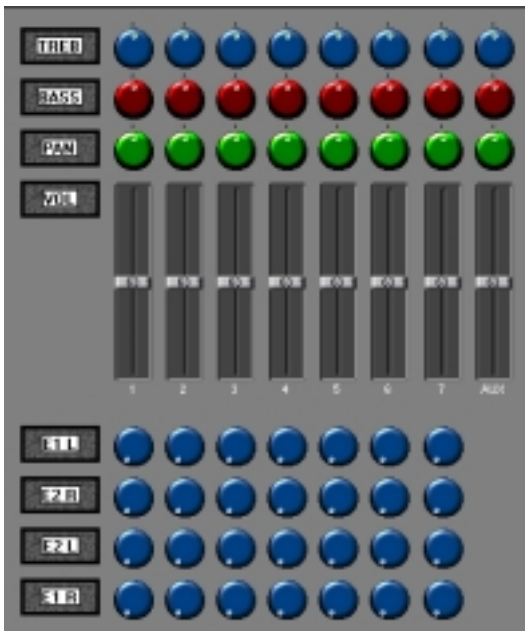 TREB
BASS
PAN
VOL
1 2 3 4 5 6 7 AUX
E1 L
E2 R
E2 L
E1 R